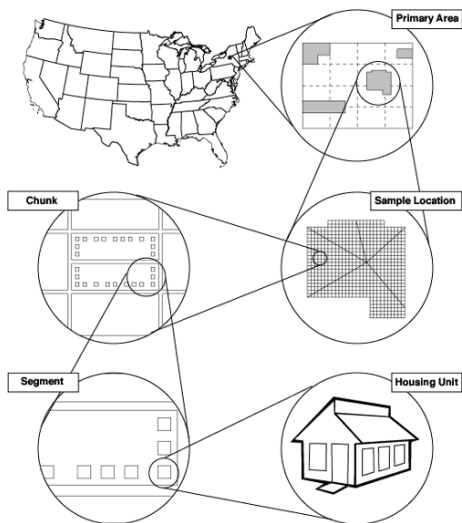 Primary Area
Chunk
Sample Location
Segment
Housing Unit